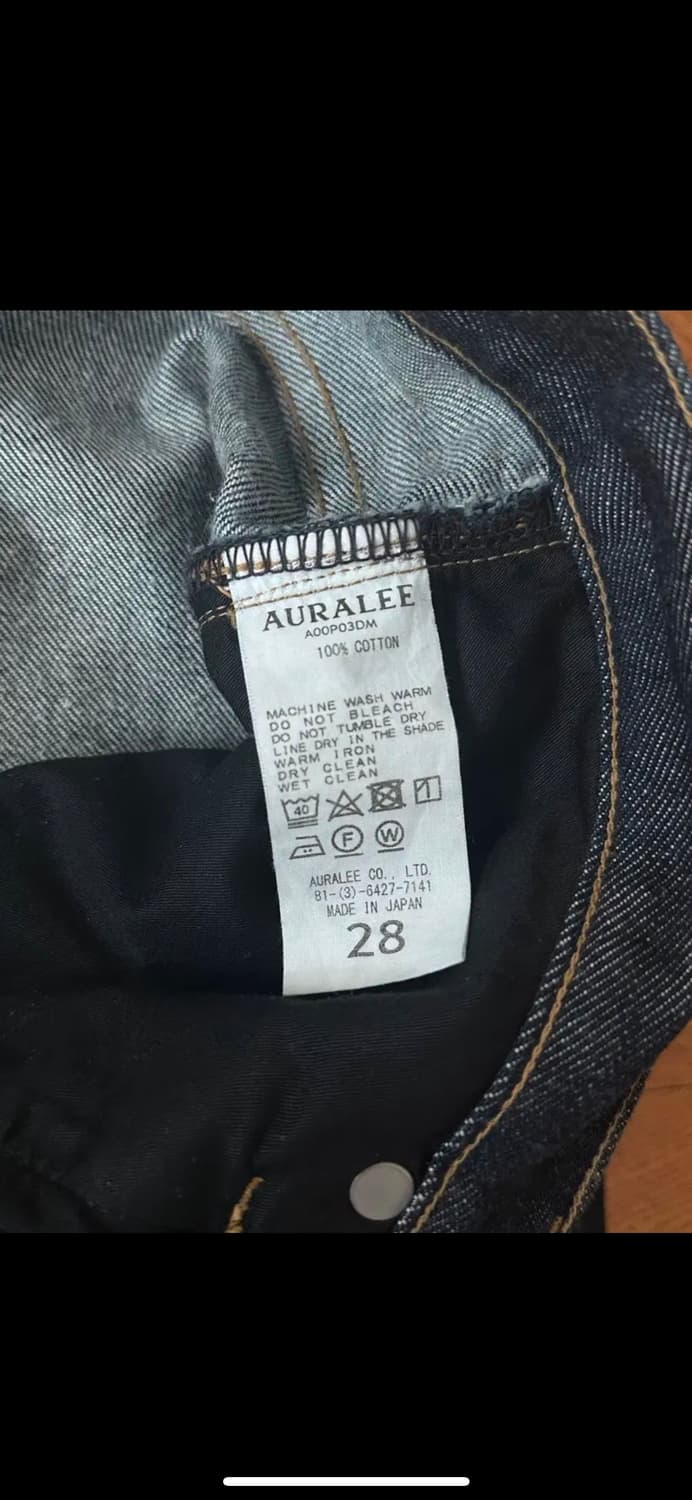 AURALEE
A00P03DM
100% COTTON
MACHINE WASH WARM
DO NOT BLEACH
DO NOT TUMBLE DRY
LINE DRY IN THE SHADE
WARM IRON
DRY CLEAN
WET CLEAN
40
F W
AURALEE CO., LTD.
81-(3)-6427-7141
MADE IN JAPAN
28